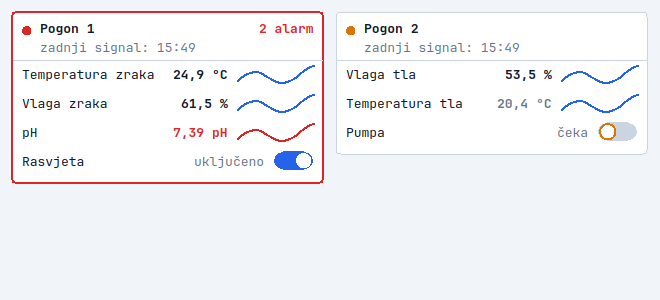 Pogon 1 2 alarm
zadnji signal: 15:49
Temperatura zraka 24,9 °C
Vlaga zraka 61,5 %
pH 7,39 pH
Rasvjeta uključeno
Pogon 2
zadnji signal: 15:49
Vlaga tla 53,5 %
Temperatura tla 20,4 °C
Pumpa čeka